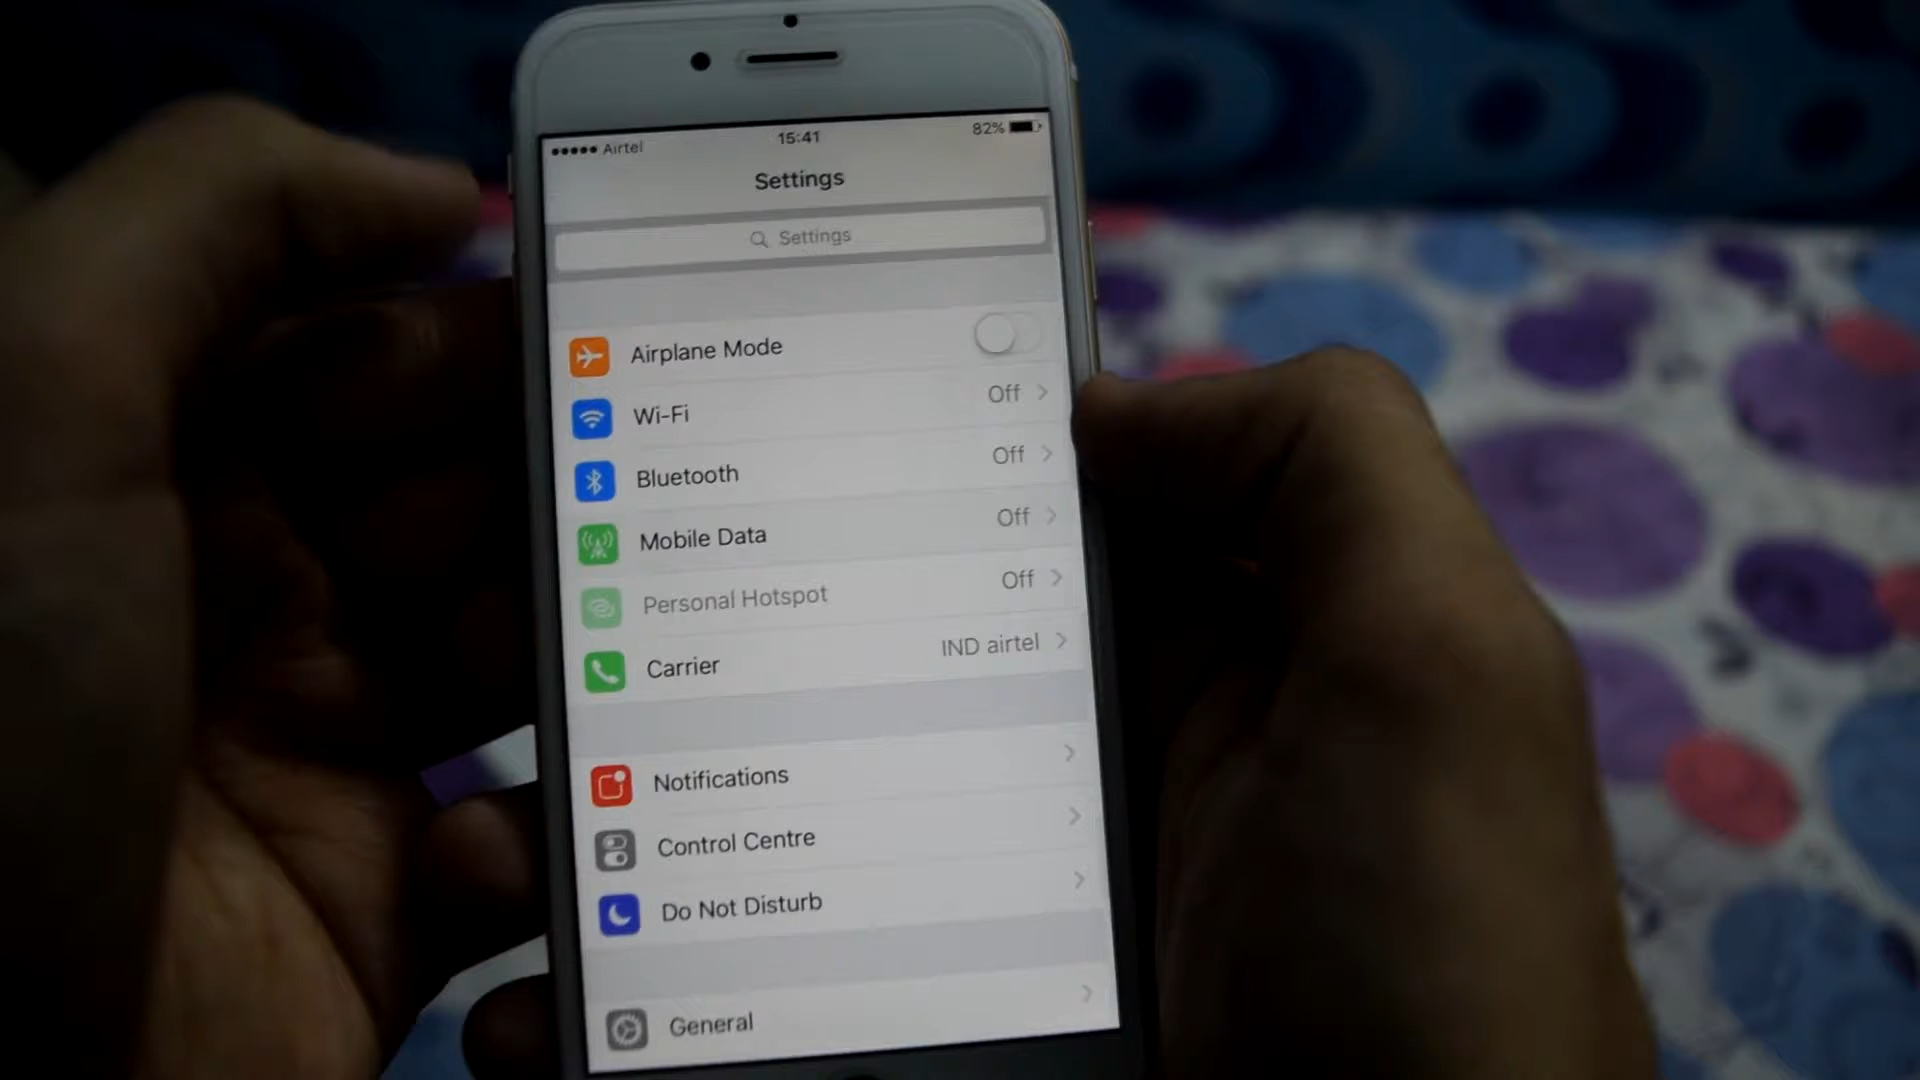 Airtel 15:41 82%
Settings
Settings
Airplane Mode
Wi-Fi Off
Bluetooth Off
Mobile Data Off
Personal Hotspot Off
Carrier IND airtel
Notifications
Control Centre
Do Not Disturb
General